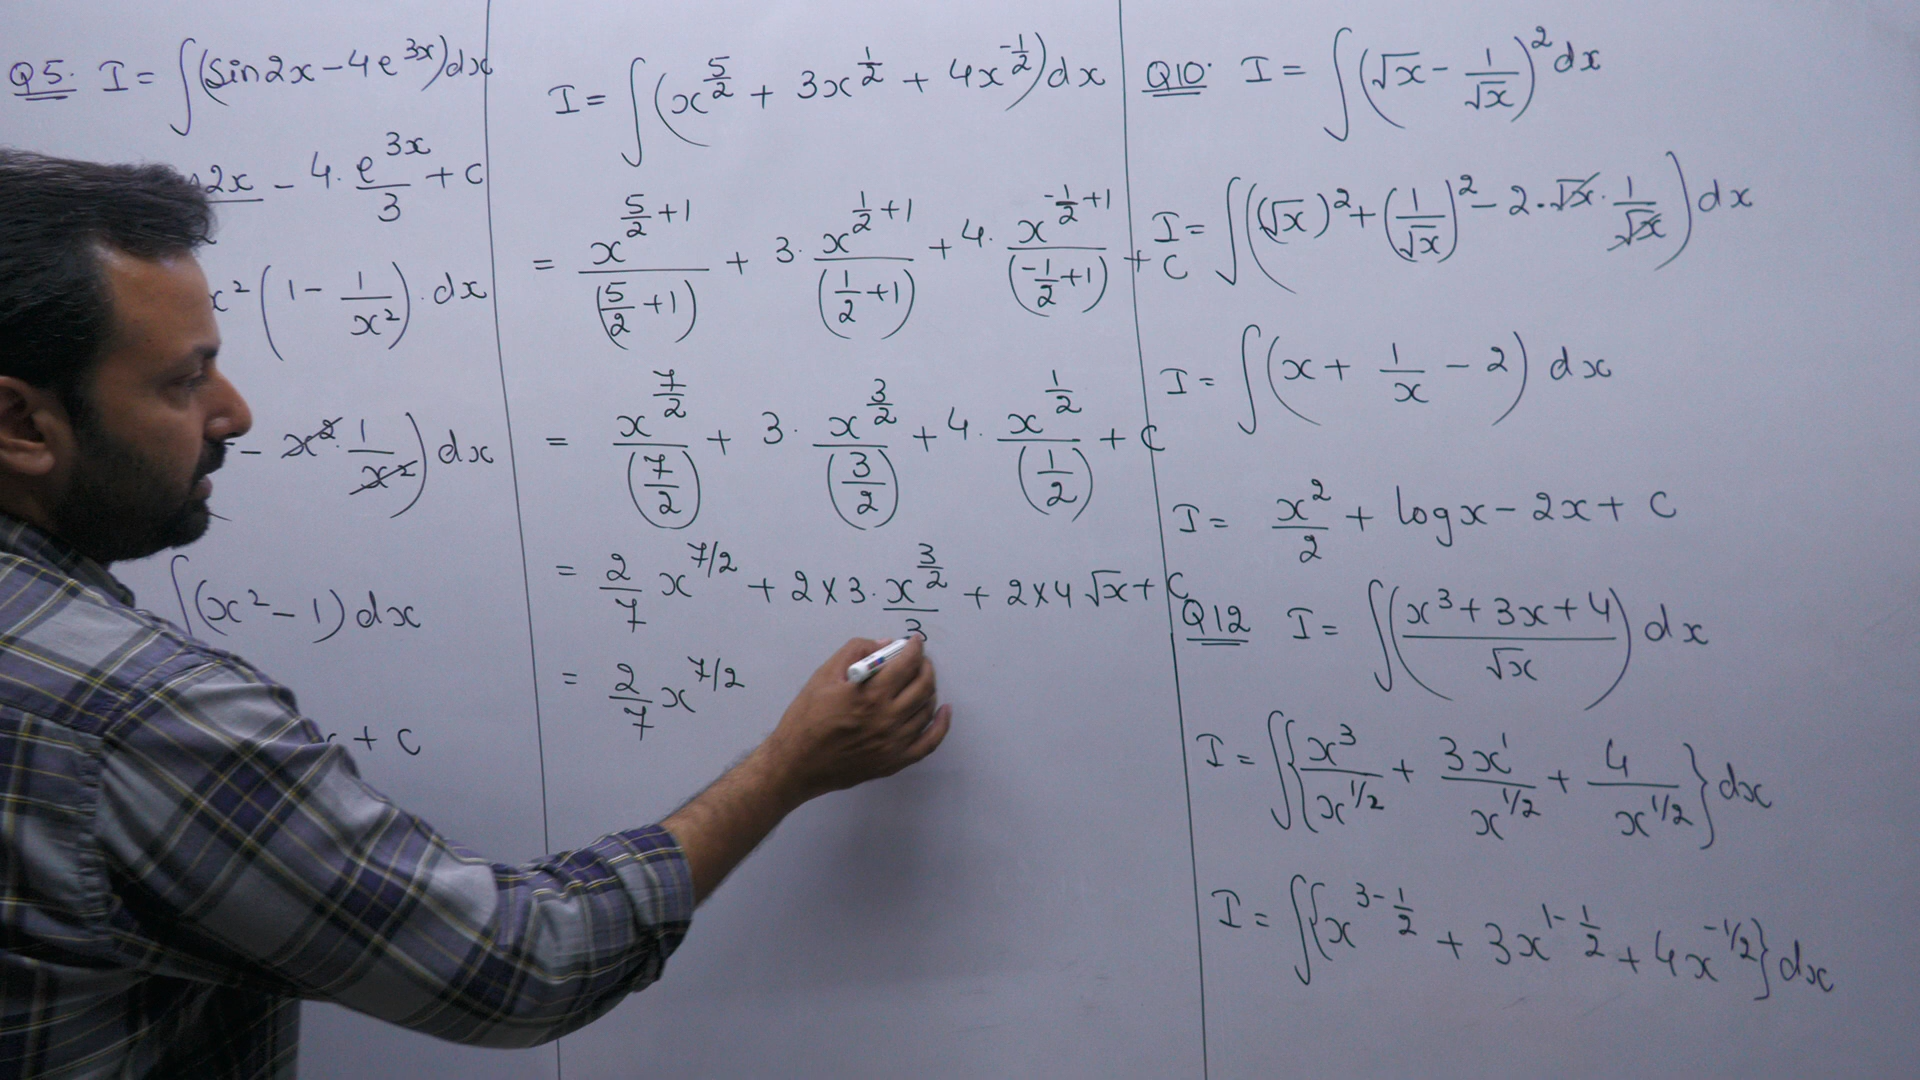 Q5. I = ∫(sin2x - 4e^{3x})dx
2x - 4. e^{3x}/3 + C
2
x² (1 - 1/x²). dx
- x². 1/x²) dx
∫(x² - 1) dx
+ C
I = ∫(x^{5/2} + 3x^{1/2} + 4x^{-1/2})dx
= x^{5/2+1}/(5/2+1) + 3. x^{1/2+1}/(1/2+1) + 4. x^{-1/2+1}/(-1/2+1) + C
= x^{7/2}/(7/2) + 3. x^{3/2}/(3/2) + 4. x^{1/2}/(1/2) + C
= 2/7 x^{7/2} + 2×3. x^{3/2}/3 + 2×4 √x + C
= 2/7 x^{7/2}
Q10. I = ∫(√x - 1/√x)² dx
I = ∫((√x)² + (1/√x)² - 2.√x. 1/√x) dx
I = ∫(x + 1/x - 2) dx
I = x²/2 + logx - 2x + C
Q12 I = ∫((x³ + 3x + 4)/√x) dx
I = ∫{x³/x^{1/2} + 3x¹/x^{1/2} + 4/x^{1/2}} dx
I = ∫{x^{3-1/2} + 3x^{1-1/2} + 4x^{-1/2}} dx